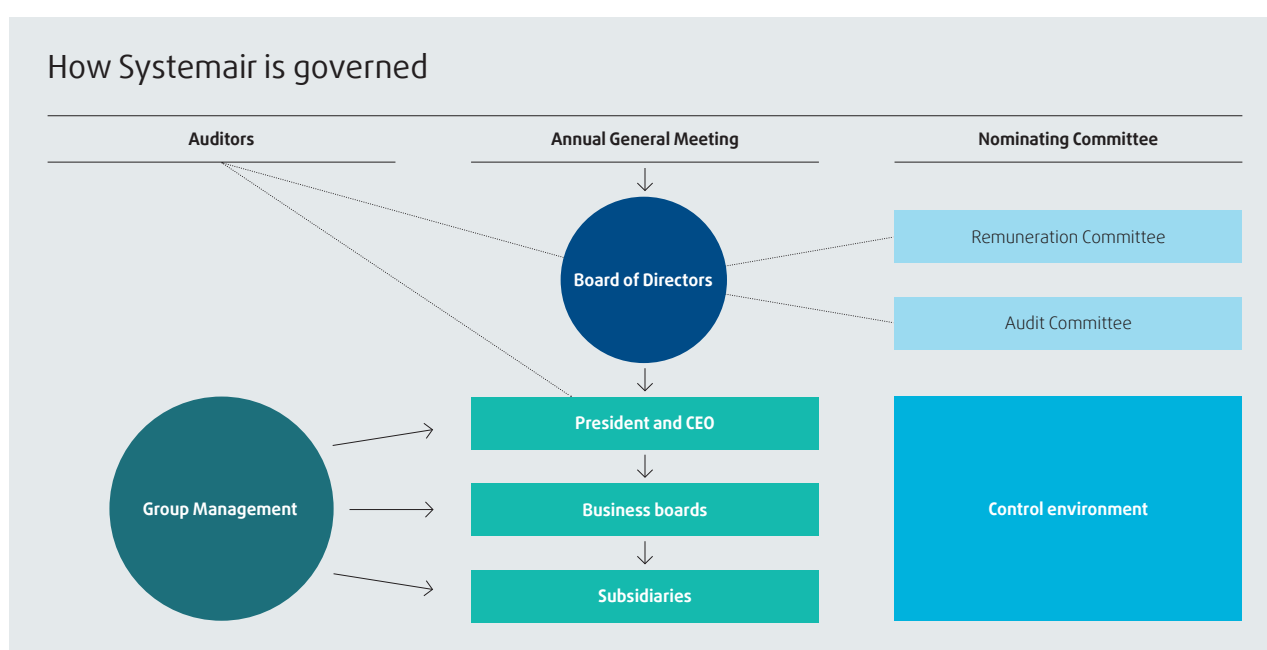 How Systemair is governed
Auditors
Annual General Meeting
Nominating Committee
Remuneration Committee
Board of Directors
Audit Committee
President and CEO
Group Management
Business boards
Control environment
Subsidiaries